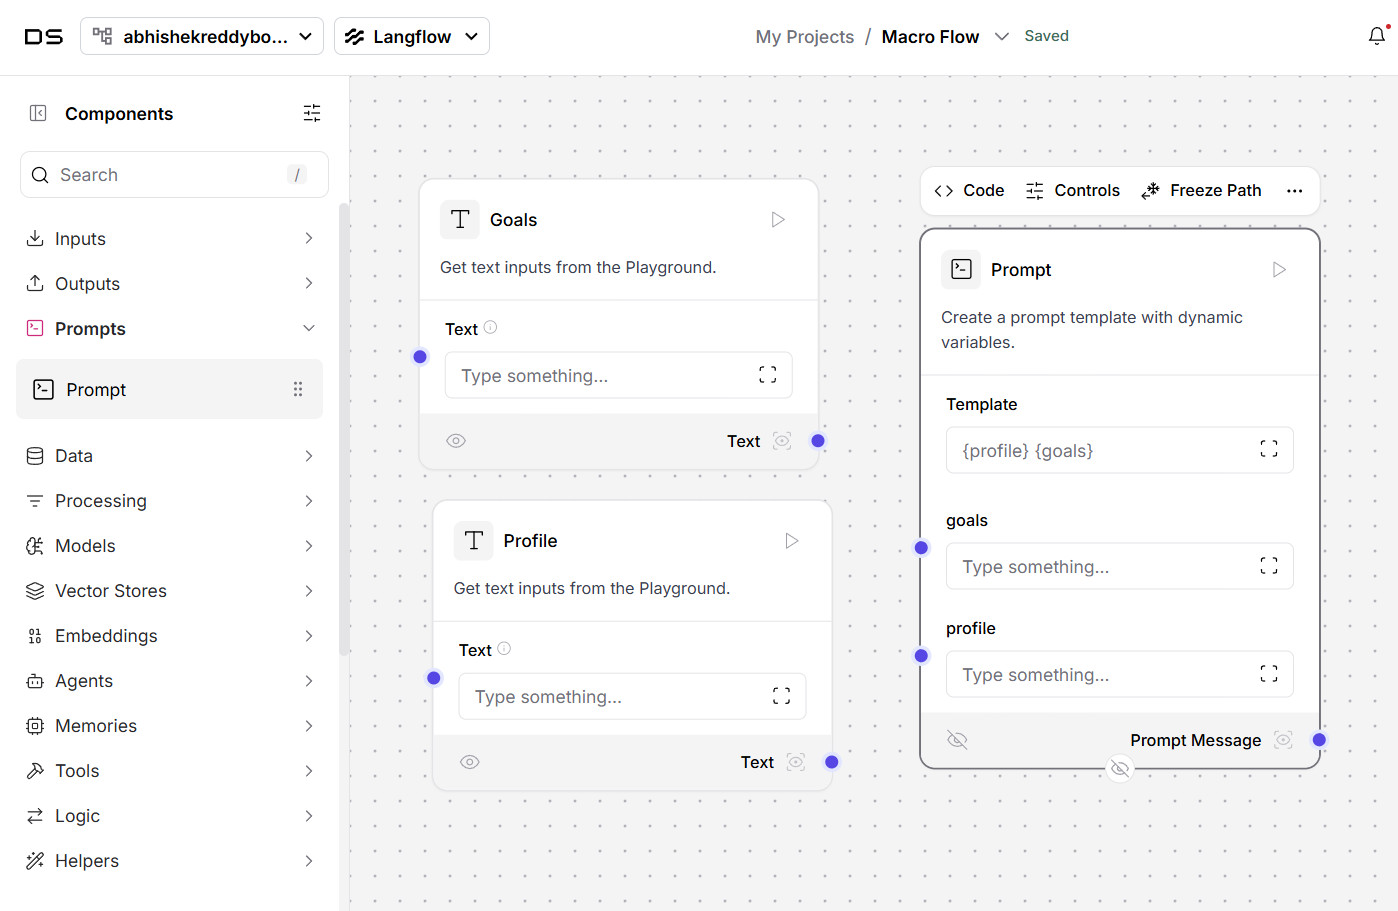 DS
abhishekreddybo...
Langflow
My Projects / Macro Flow
Saved
Components
Search
/
Inputs
Outputs
Prompts
Prompt
Data
Processing
Models
Vector Stores
Embeddings
Agents
Memories
Tools
Logic
Helpers
Goals
Get text inputs from the Playground.
Text
Type something...
Text
Profile
Get text inputs from the Playground.
Text
Type something...
Text
Code
Controls
Freeze Path
Prompt
Create a prompt template with dynamic
variables.
Template
{profile} {goals}
goals
Type something...
profile
Type something...
Prompt Message